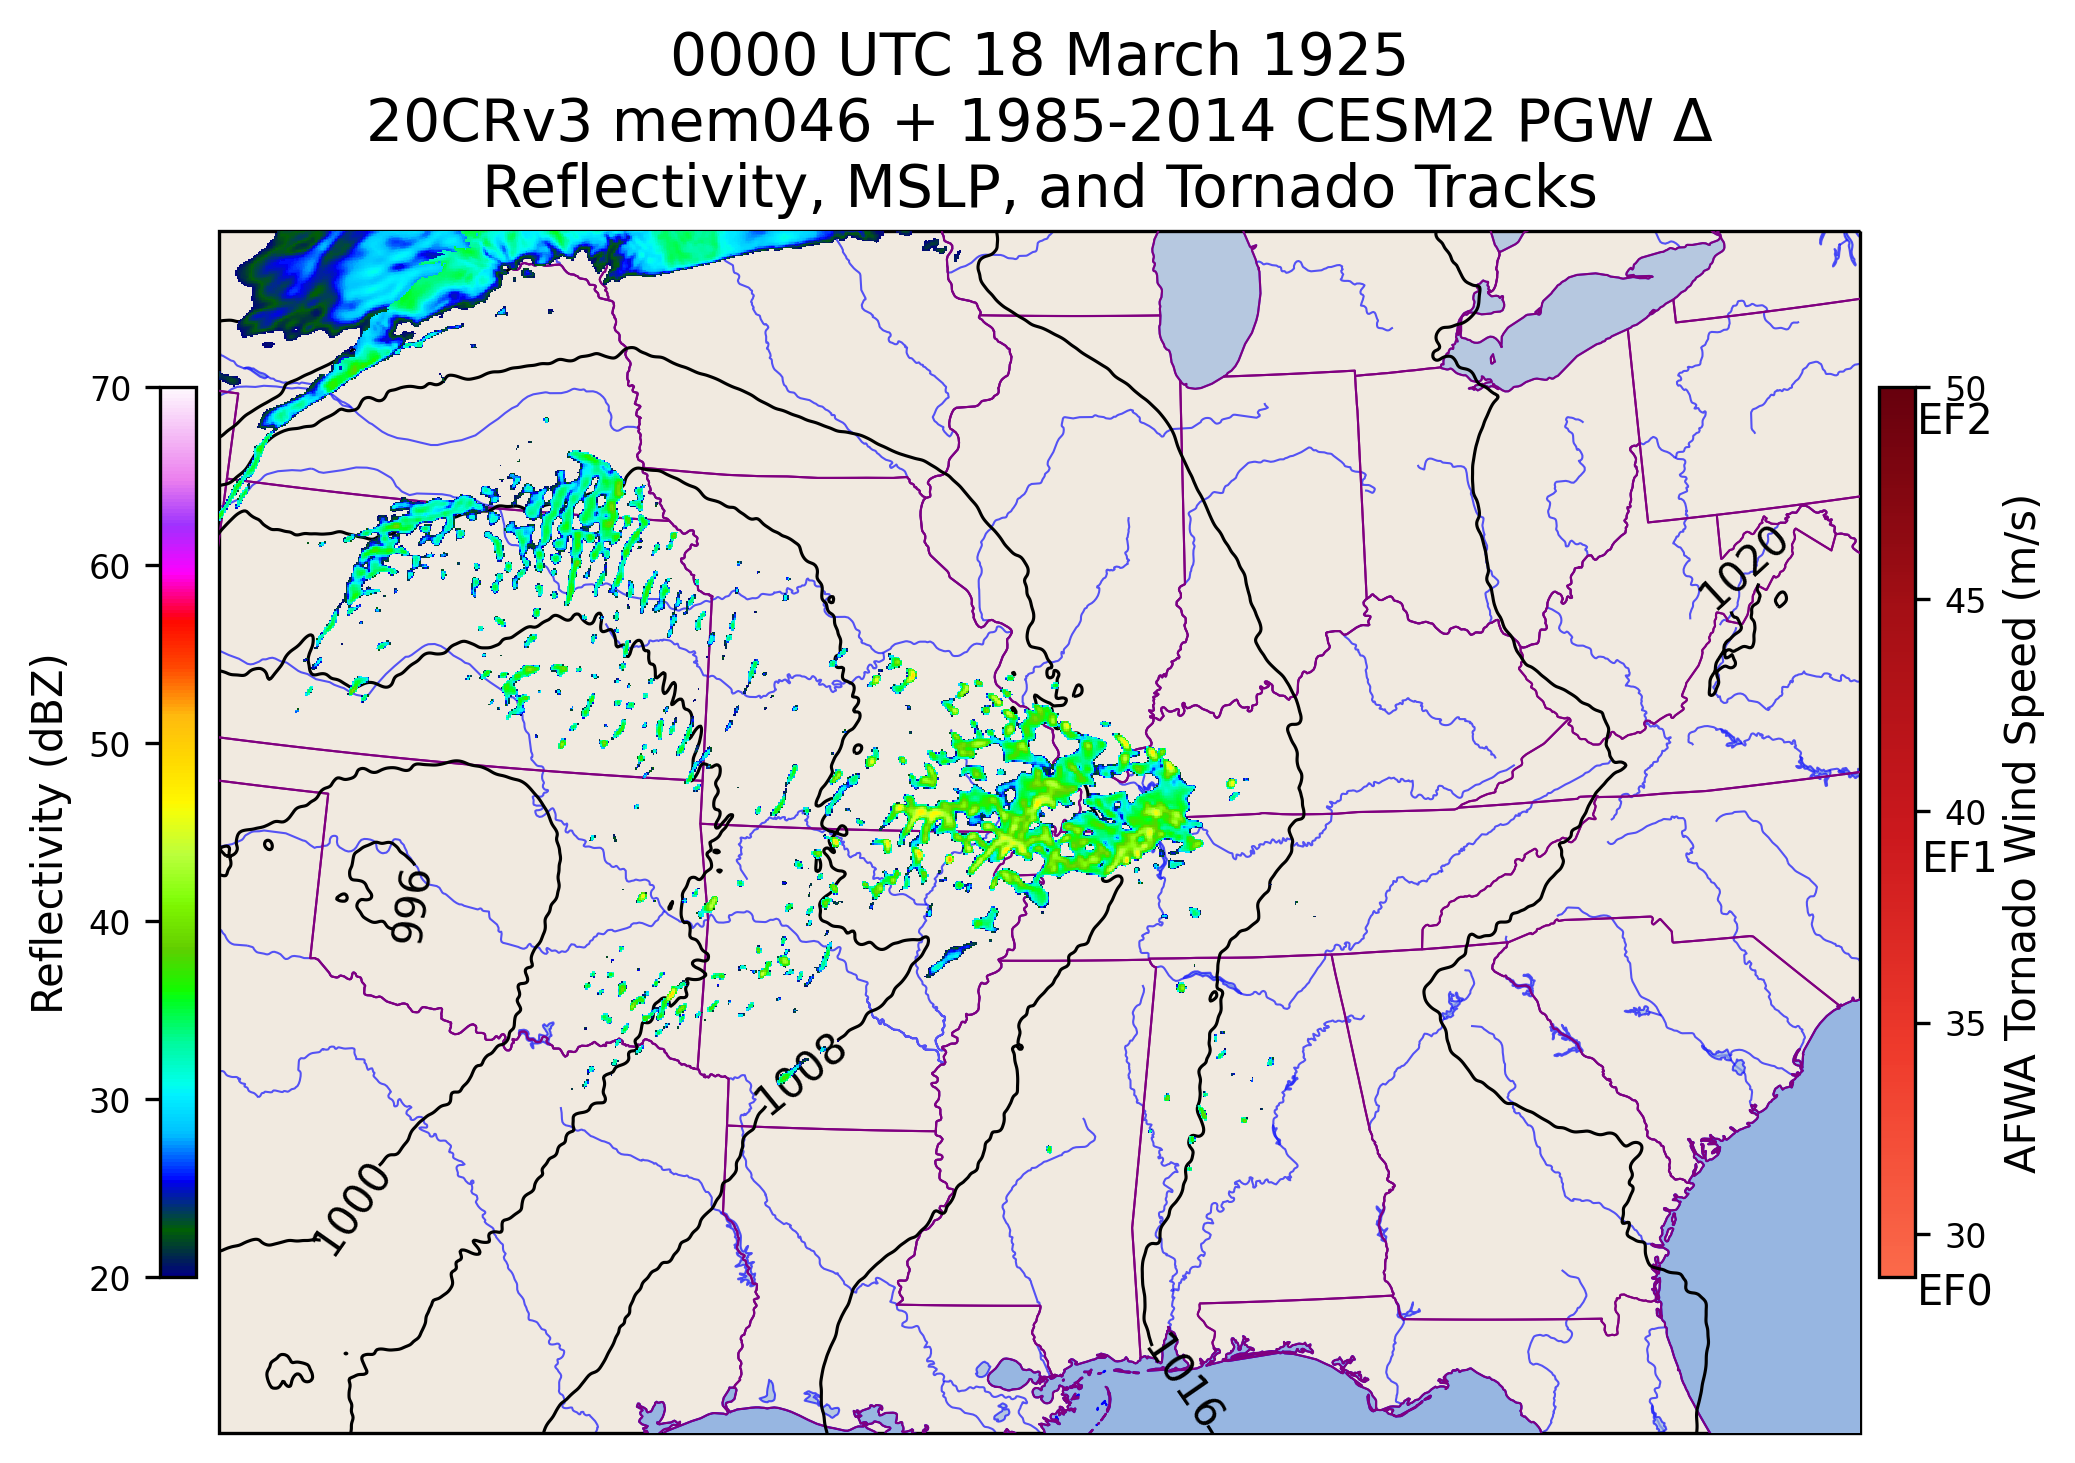 0000 UTC 18 March 1925
20CRv3 mem046 + 1985-2014 CESM2 PGW Δ
Reflectivity, MSLP, and Tornado Tracks
Reflectivity (dBZ)
70
60
50
40
30
20
1020
996
1008
1000
1016
50
EF2
45
40
EF1
35
30
EF0
AFWA Tornado Wind Speed (m/s)